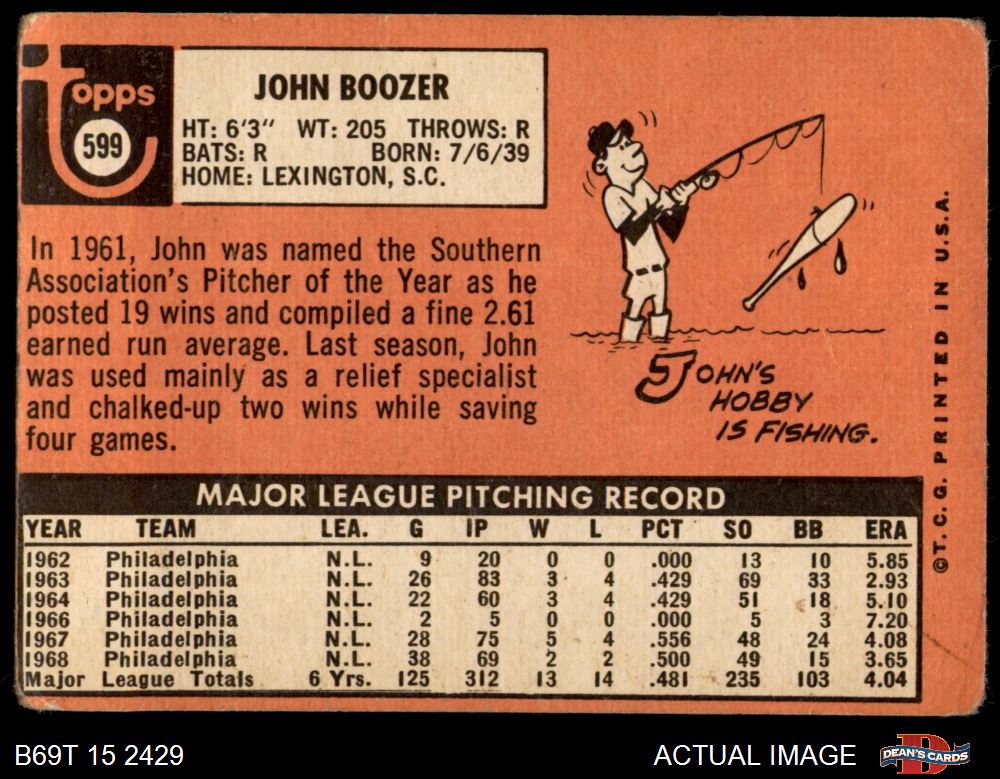 Topps
599
JOHN BOOZER
HT: 6'3" WT: 205 THROWS: R
BATS: R BORN: 7/6/39
HOME: LEXINGTON, S.C.
In 1961, John was named the Southern
Association's Pitcher of the Year as he
posted 19 wins and compiled a fine 2.61
earned run average. Last season, John
was used mainly as a relief specialist
and chalked-up two wins while saving
four games.
JOHN'S
HOBBY
IS FISHING.
©T. C. G. PRINTED IN U.S.A.
MAJOR LEAGUE PITCHING RECORD
YEAR TEAM LEA. G IP W L PCT SO BB ERA
1962 Philadelphia N.L. 9 20 0 0 .000 13 10 5.85
1963 Philadelphia N.L. 26 83 3 4 .429 69 33 2.93
1964 Philadelphia N.L. 22 60 3 4 .429 51 18 5.10
1966 Philadelphia N.L. 2 5 0 0 .000 5 3 7.20
1967 Philadelphia N.L. 28 75 5 4 .556 48 24 4.08
1968 Philadelphia N.L. 38 69 2 2 .500 49 15 3.65
Major League Totals 6 Yrs. 125 312 13 14 .481 235 103 4.04
B69T 15 2429
ACTUAL IMAGE
DEAN'S CARDS